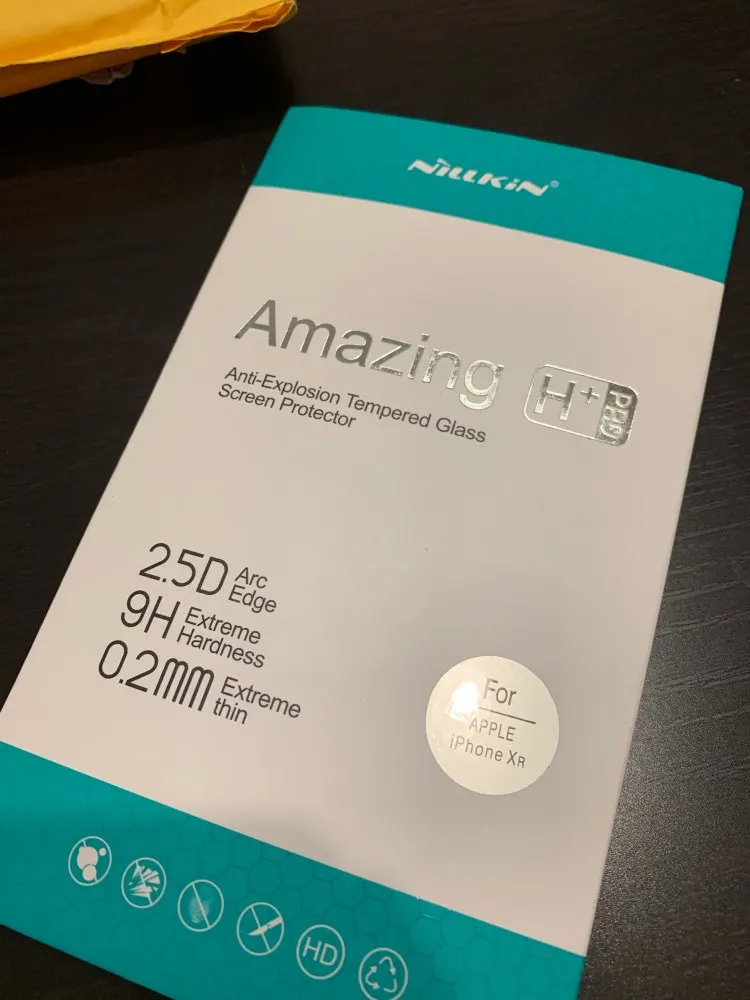 NiLLKiN®
Amazing H+ PRO
Anti-Explosion Tempered Glass
Screen Protector
2.5D Arc
Edge
9H Extreme
Hardness
0.2mm Extreme
thin
For
APPLE
iPhone XR
HD